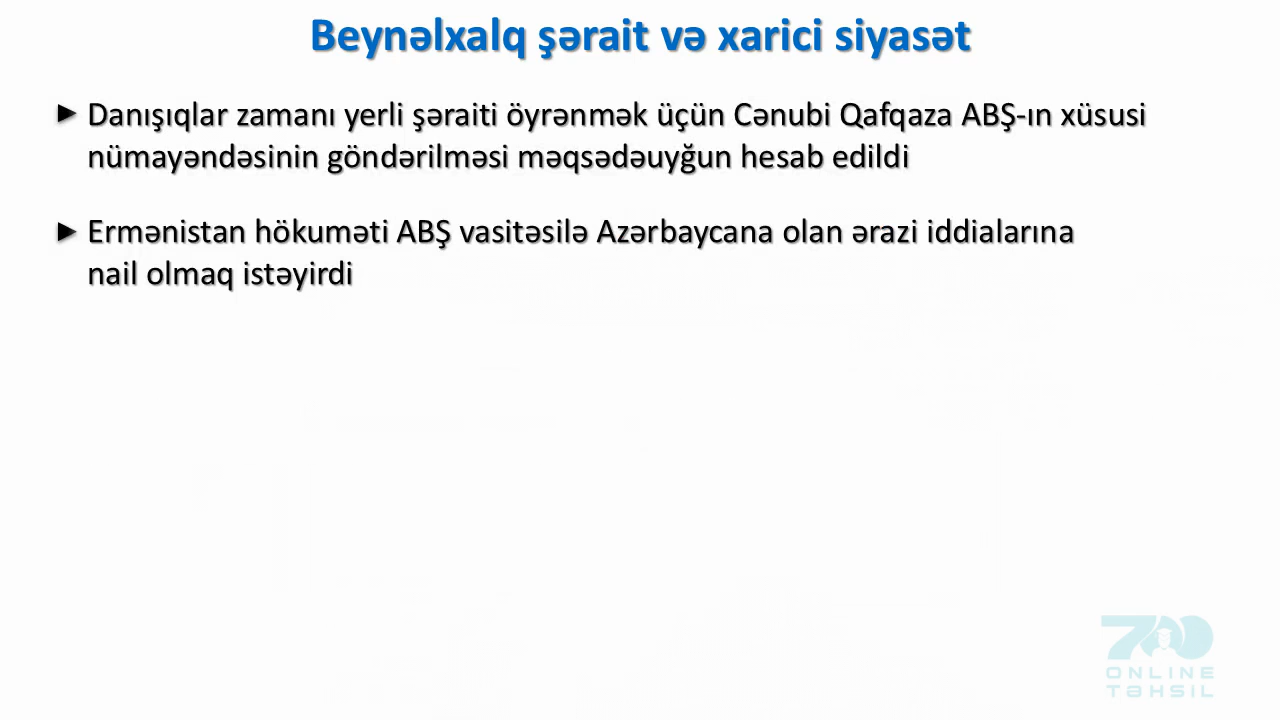 Beynəlxalq şərait və xarici siyasət
► Danışıqlar zamanı yerli şəraiti öyrənmək üçün Cənubi Qafqaza ABŞ-ın xüsusi
nümayəndəsinin göndərilməsi məqsədəuyğun hesab edildi
► Ermənistan hökuməti ABŞ vasitəsilə Azərbaycana olan ərazi iddialarına
nail olmaq istəyirdi
700
ONLINE
TƏHSIL